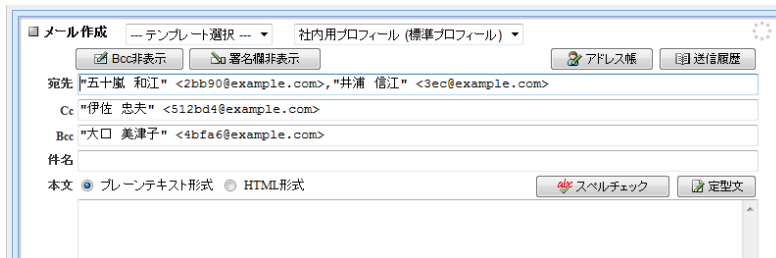 メール作成 --- テンプレート選択 --- 社内用プロフィール (標準プロフィール)
Bcc非表示 署名欄非表示 アドレス帳 送信履歴
宛先 "五十嵐 和江" <2bb90@example.com>,"井浦 信江" <3ec@example.com>
Cc "伊佐 忠夫" <512bd4@example.com>
Bcc "大口 美津子" <4bfa6@example.com>
件名
本文 プレーンテキスト形式 HTML形式 abc スペルチェック 定型文